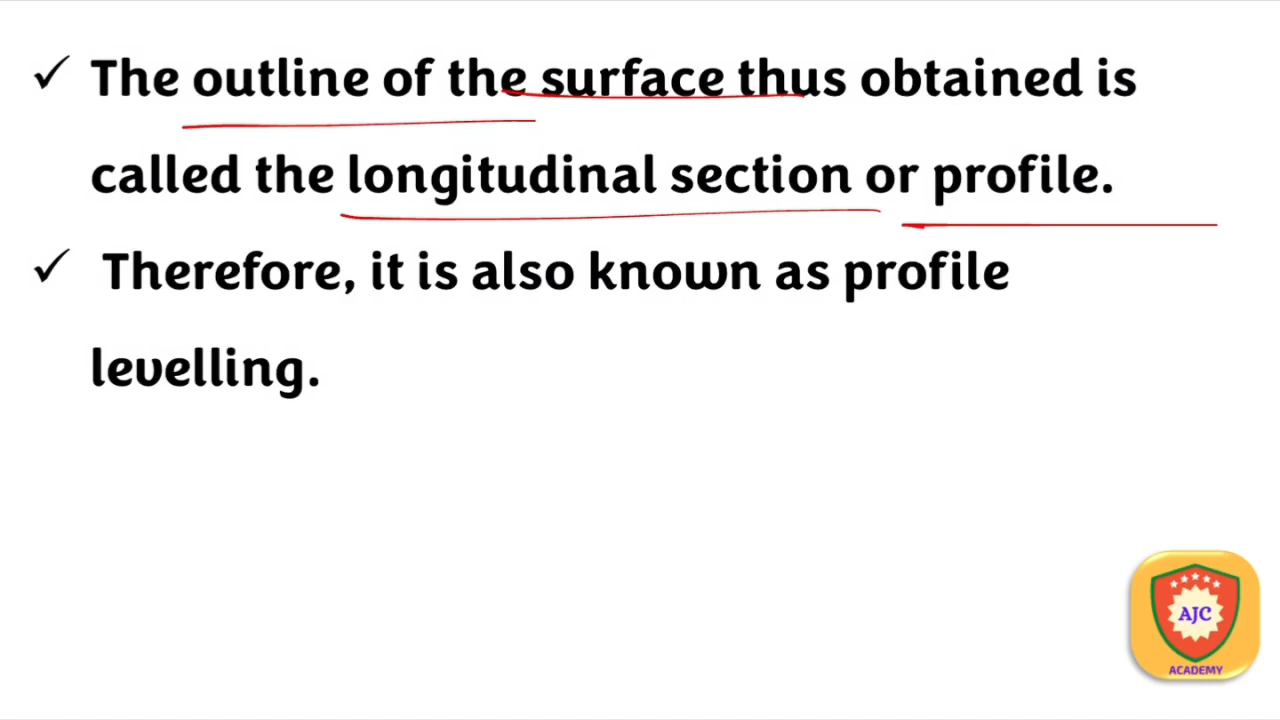 ✓ The outline of the surface thus obtained is
called the longitudinal section or profile.
✓ Therefore, it is also known as profile
levelling.
AJC
ACADEMY